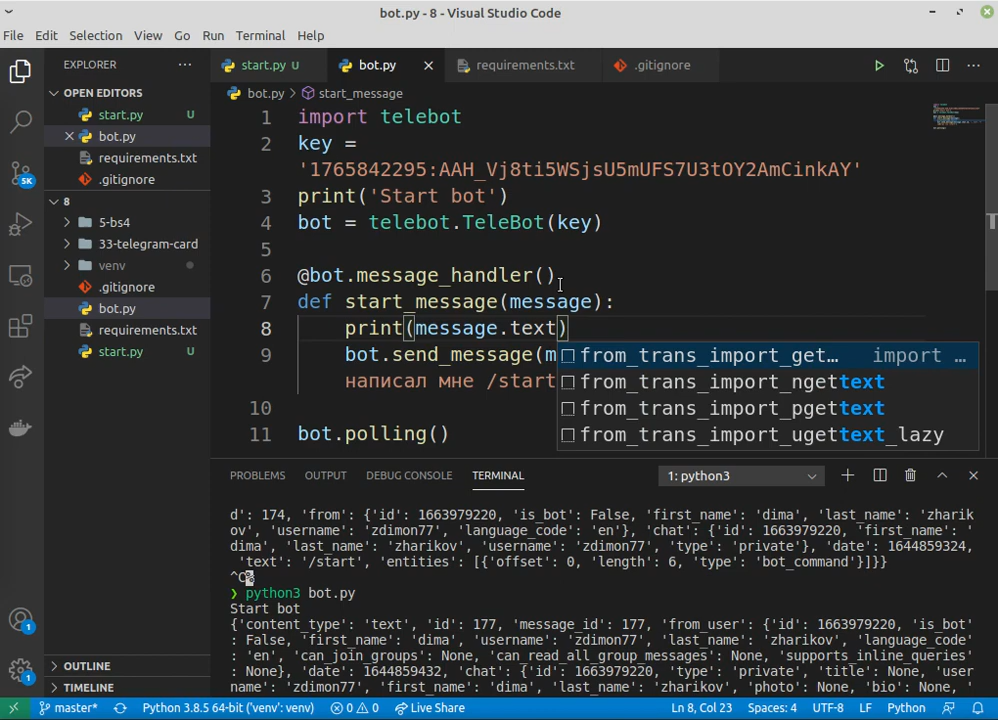 bot.py - 8 - Visual Studio Code
File Edit Selection View Go Run Terminal Help
EXPLORER
OPEN EDITORS
start.py U
bot.py
requirements.txt
.gitignore
8
5-bs4
33-telegram-card
venv
.gitignore
bot.py
requirements.txt
start.py U
OUTLINE
TIMELINE
5K
1
1
start.py U bot.py requirements.txt .gitignore
bot.py > start_message
1 import telebot
2 key =
'1765842295:AAH_Vj8ti5WSjsU5mUFS7U3tOY2AmCinkAY'
3 print('Start bot')
4 bot = telebot.TeleBot(key)
5
6 @bot.message_handler()
7 def start_message(message):
8 print(message.text)
9 bot.send_message(m
написал мне /start
10
11 bot.polling()
from_trans_import_get… import …
from_trans_import_ngettext
from_trans_import_pgettext
from_trans_import_ugettext_lazy
PROBLEMS OUTPUT DEBUG CONSOLE TERMINAL 1: python3
d': 174, 'from': {'id': 1663979220, 'is_bot': False, 'first_name': 'dima', 'last_name': 'zharik
ov', 'username': 'zdimon77', 'language_code': 'en'}, 'chat': {'id': 1663979220, 'first_name': '
dima', 'last_name': 'zharikov', 'username': 'zdimon77', 'type': 'private'}, 'date': 1644859324,
'text': '/start', 'entities': [{'offset': 0, 'length': 6, 'type': 'bot_command'}]}}
^C%
❯ python3 bot.py
Start bot
{'content_type': 'text', 'id': 177, 'message_id': 177, 'from_user': {'id': 1663979220, 'is_bot'
: False, 'first_name': 'dima', 'username': 'zdimon77', 'last_name': 'zharikov', 'language_code'
: 'en', 'can_join_groups': None, 'can_read_all_group_messages': None, 'supports_inline_queries'
: None}, 'date': 1644859432, 'chat': {'id': 1663979220, 'type': 'private', 'title': None, 'user
name': 'zdimon77', 'first_name': 'dima', 'last_name': 'zharikov', 'photo': None, 'bio': None, '
master* Python 3.8.5 64-bit ('venv': venv) 0 0 Live Share Ln 8, Col 23 Spaces: 4 UTF-8 LF Python